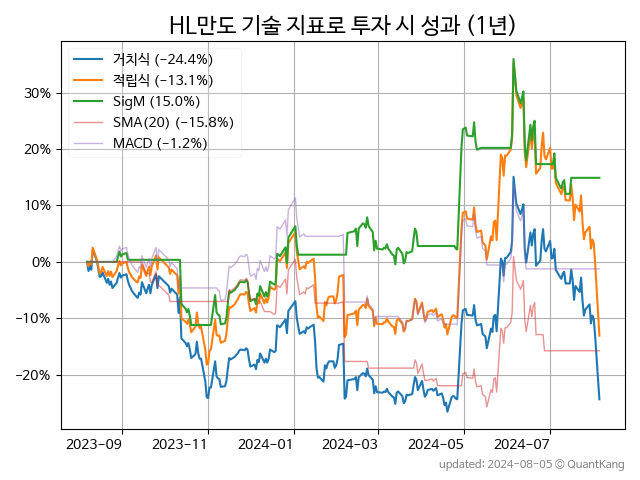 HL만도 기술 지표로 투자 시 성과 (1년)
거치식 (−24.4%)
적립식 (−13.1%)
SigM (15.0%)
SMA(20) (−15.8%)
MACD (−1.2%)
30%
20%
10%
0%
−10%
−20%
2023-09 2023-11 2024-01 2024-03 2024-05 2024-07
updated: 2024-08-05 © QuantKang